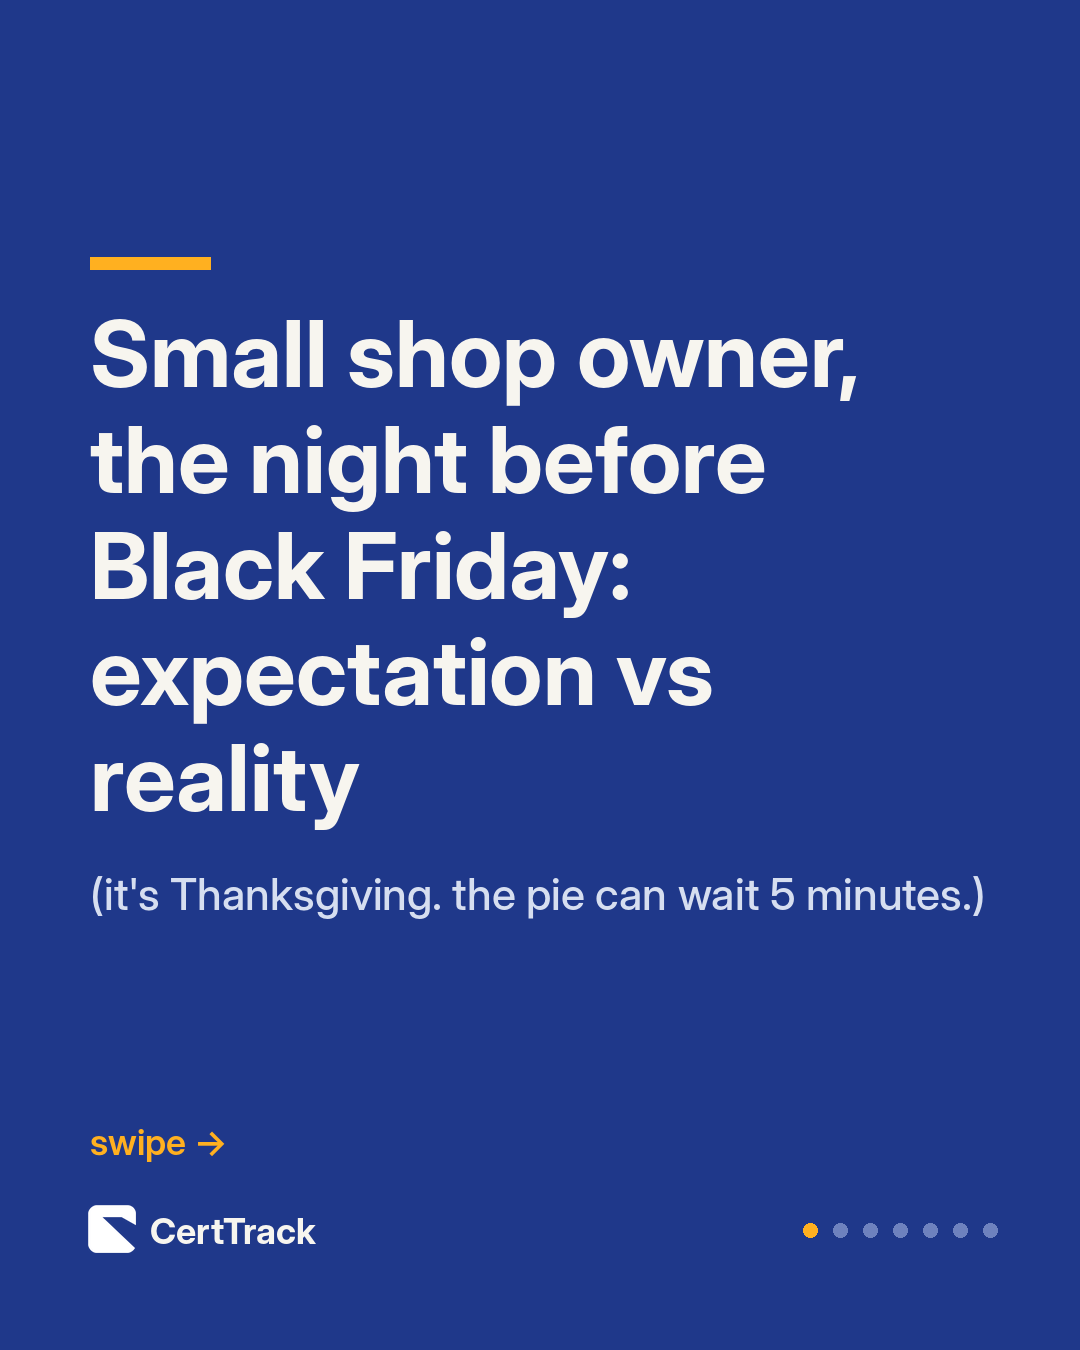 Small shop owner,
the night before
Black Friday:
expectation vs
reality
(it's Thanksgiving. the pie can wait 5 minutes.)
swipe →
CertTrack